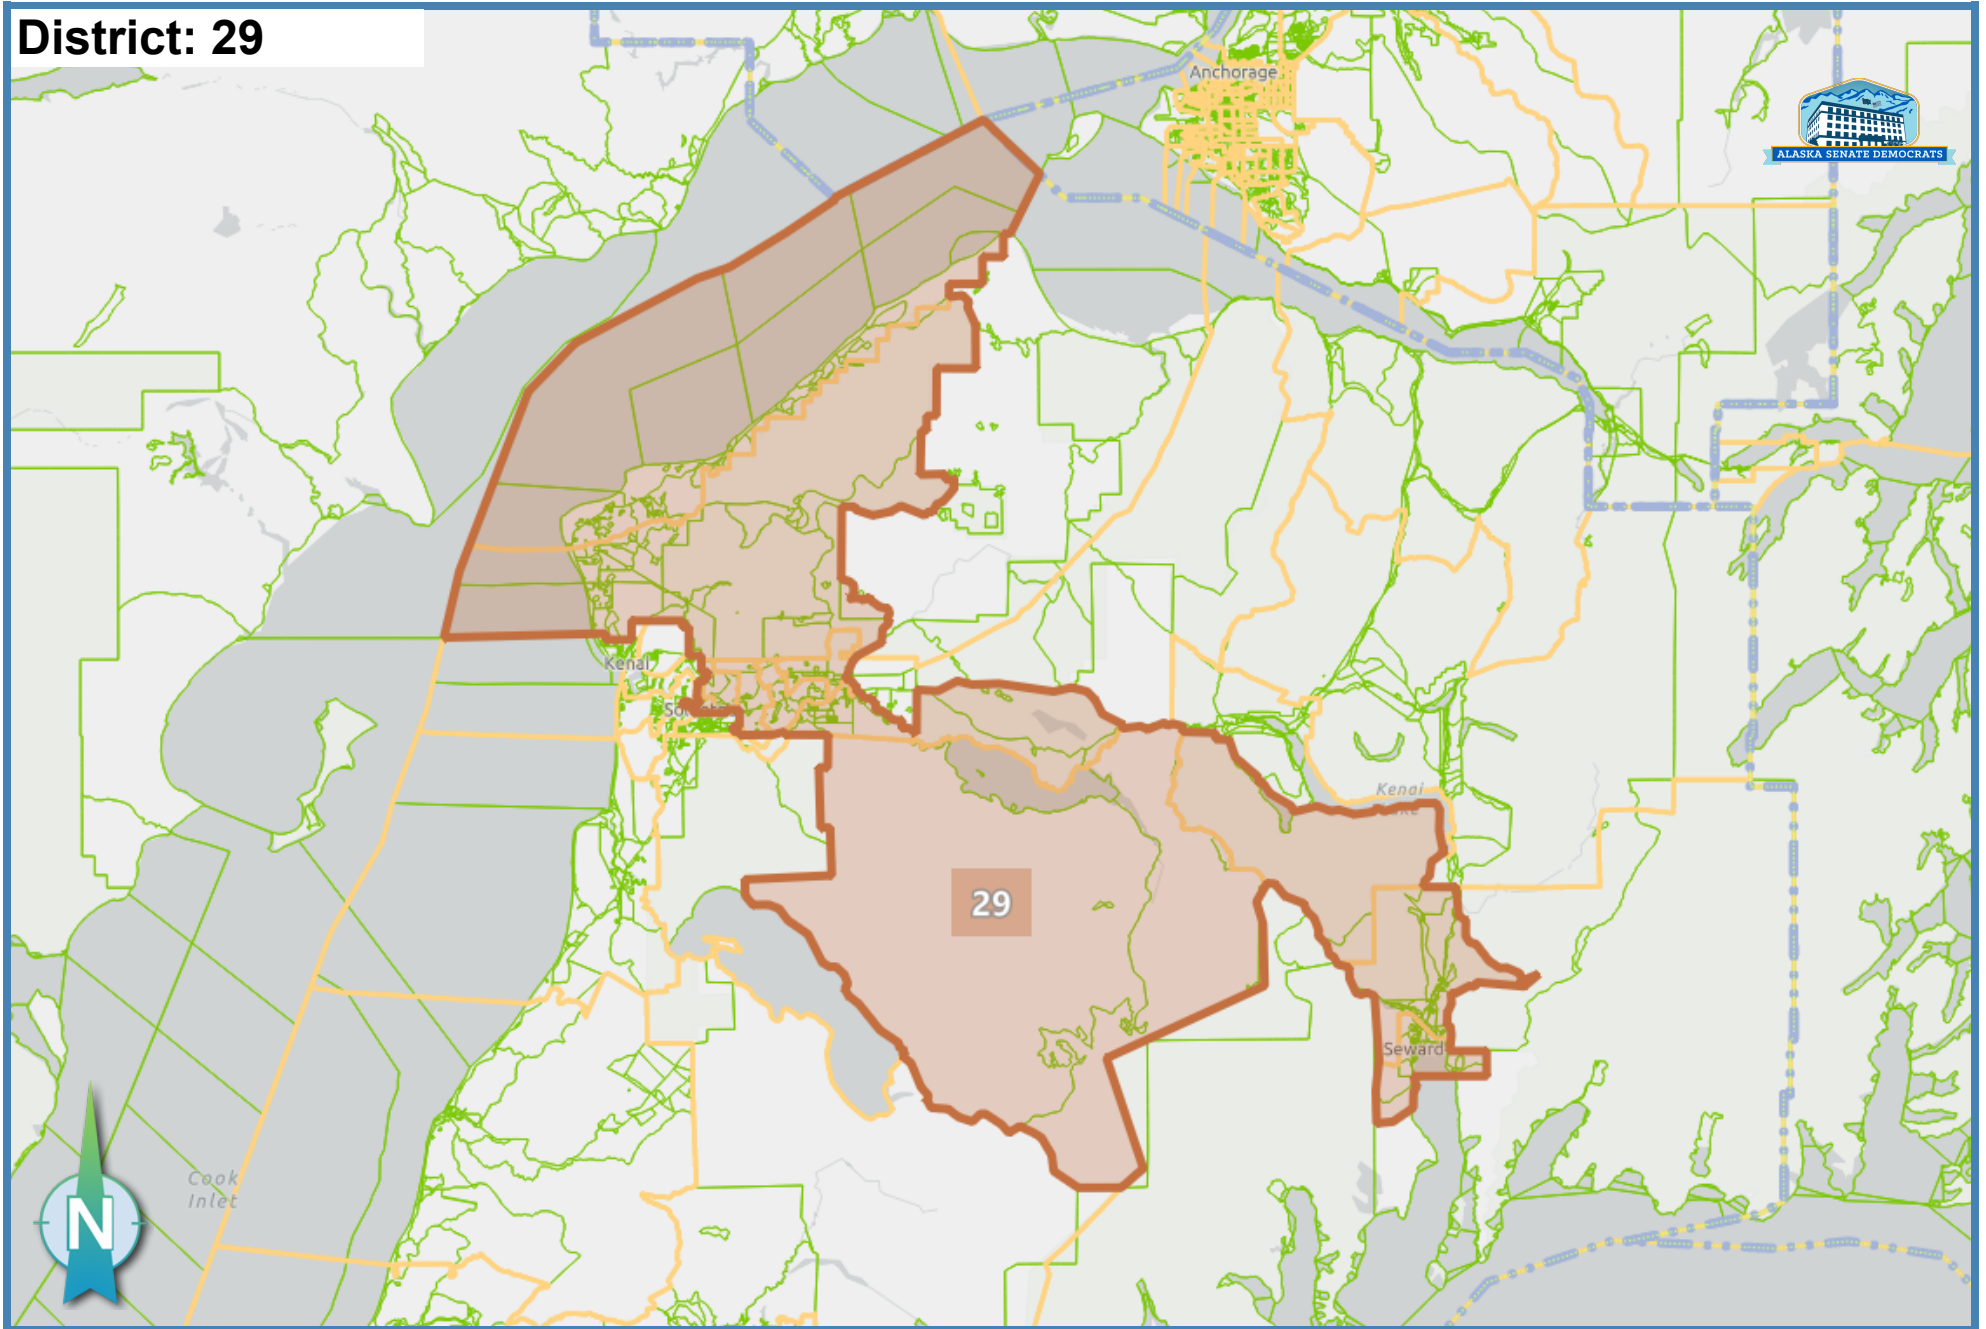 District: 29
Anchorage
ALASKA SENATE DEMOCRATS
Kenai
Kenai
29
Seward
Cook
Inlet
N